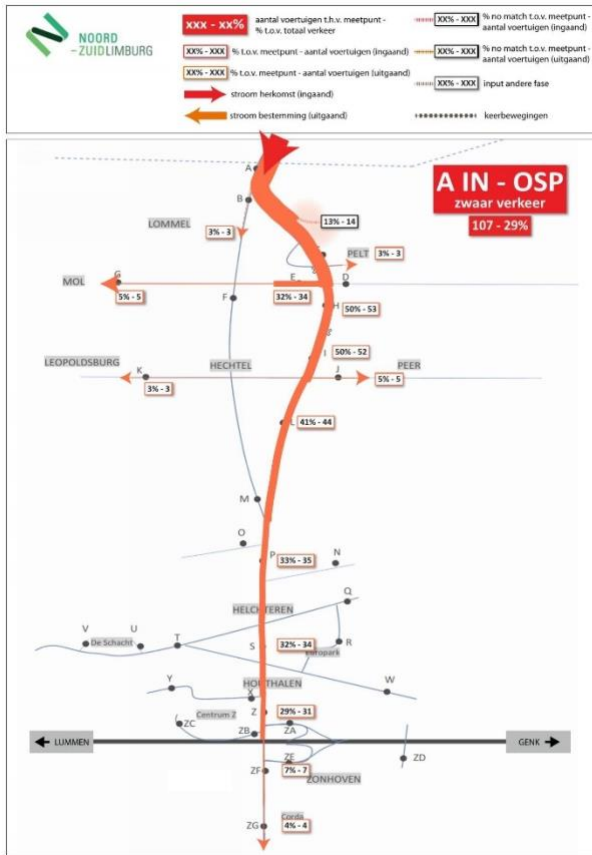 NOORD
-ZUIDLIMBURG
xxx - xx%
aantal voertuigen t.h.v. meetpunt -
% t.o.v. totaal verkeer
XX% - XXX
% t.o.v. meetpunt - aantal voertuigen (ingaand)
XX% - XXX
% t.o.v. meetpunt - aantal voertuigen (uitgaand)
stroom herkomst (ingaand)
stroom bestemming (uitgaand)
XX% - XXX
% no match t.o.v. meetpunt -
aantal voertuigen (ingaand)
XX% - XXX
% no match t.o.v. meetpunt -
aantal voertuigen (uitgaand)
XX% - XXX
input andere fase
keerbewegingen
A IN - OSP
zwaar verkeer
107 - 29%
A
B
LOMMEL
13% - 14
3% - 3
PELT
3% - 3
MOL
G
E
D
5% - 5
F
32% - 34
H
50% - 53
I
50% - 52
LEOPOLDSBURG
K
HECHTEL
J
PEER
3% - 3
5% - 5
L
41% - 44
M
O
P
33% - 35
N
HELCHTEREN
Q
V
U
De Schacht
T
S
32% - 34
R
HOUTHALEN
Y
X
W
Centrum Z
Z
29% - 31
ZC
ZB
ZA
LUMMEN
GENK
ZE
ZD
ZF
7% - 7
ZONHOVEN
Corda
ZG
4% - 4